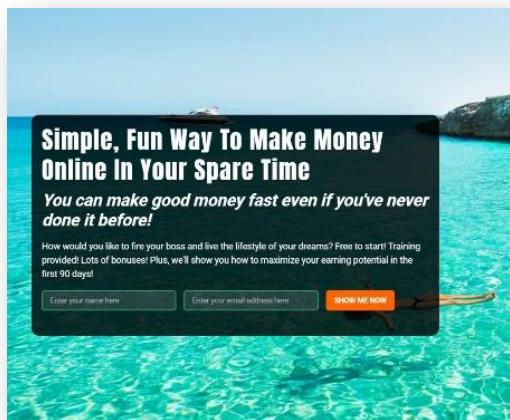 Simple, Fun Way To Make Money
Online In Your Spare Time
You can make good money fast even if you've never
done it before!
How would you like to fire your boss and live the lifestyle of your dreams? Free to start! Training
provided! Lots of bonuses! Plus, we'll show you how to maximize your earning potential in the
first 90 days!
Enter your name here
Enter your email address here
SHOW ME NOW